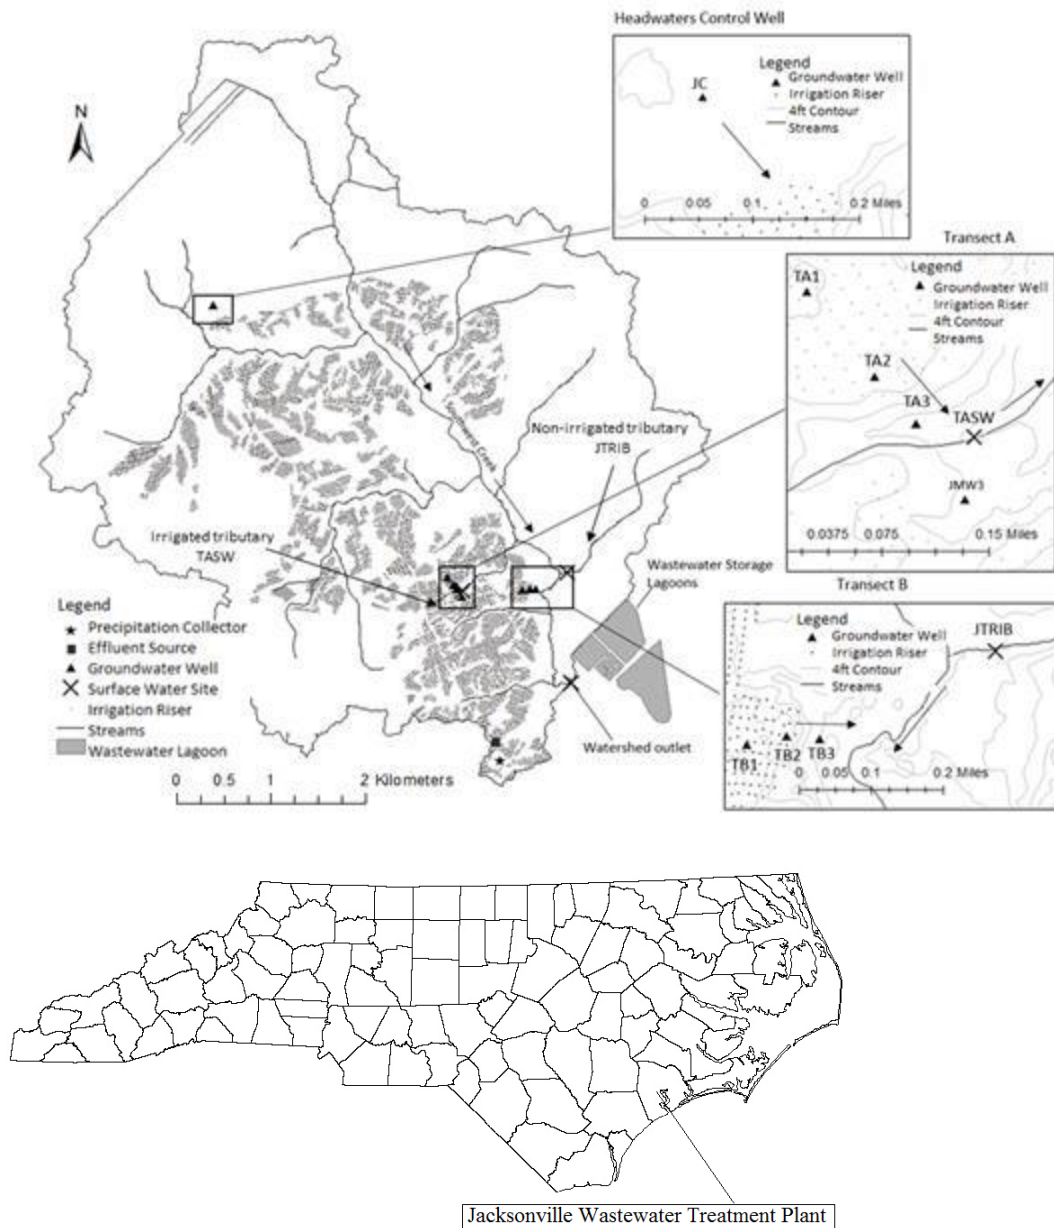 Headwaters Control Well
Legend
Groundwater Well
Irrigation Riser
4ft Contour
Streams
JC
0 0.05 0.1 0.2 Miles
N
Transect A
Legend
Groundwater Well
Irrigation Riser
4ft Contour
Streams
TA1
TA2
TA3
TASW
JMW3
0.0375 0.075 0.15 Miles
Southwest Creek
Non-irrigated tributary
JTRIB
Irrigated tributary
TASW
Wastewater Storage
Lagoons
Watershed outlet
Legend
Precipitation Collector
Effluent Source
Groundwater Well
Surface Water Site
Irrigation Riser
Streams
Wastewater Lagoon
0 0.5 1 2 Kilometers
Transect B
Legend
Groundwater Well
Irrigation Riser
4ft Contour
Streams
JTRIB
TB1
TB2
TB3
0 0.05 0.1 0.2 Miles
Jacksonville Wastewater Treatment Plant